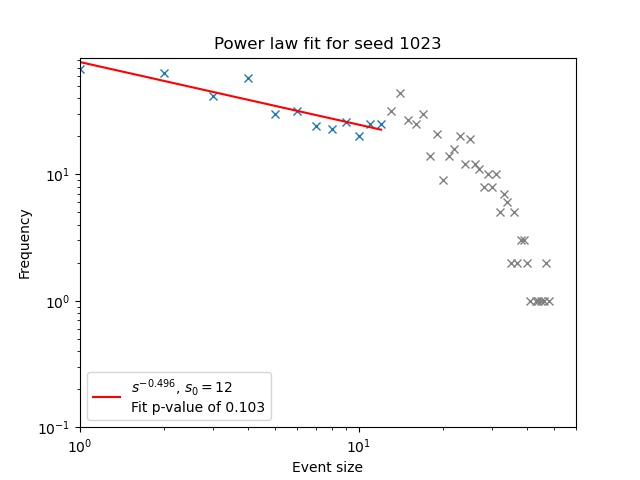 Power law fit for seed 1023
Frequency
10¹
10⁰
10⁻¹
s⁻⁰·⁴⁹⁶, s₀ = 12
Fit p-value of 0.103
10⁰
10¹
Event size